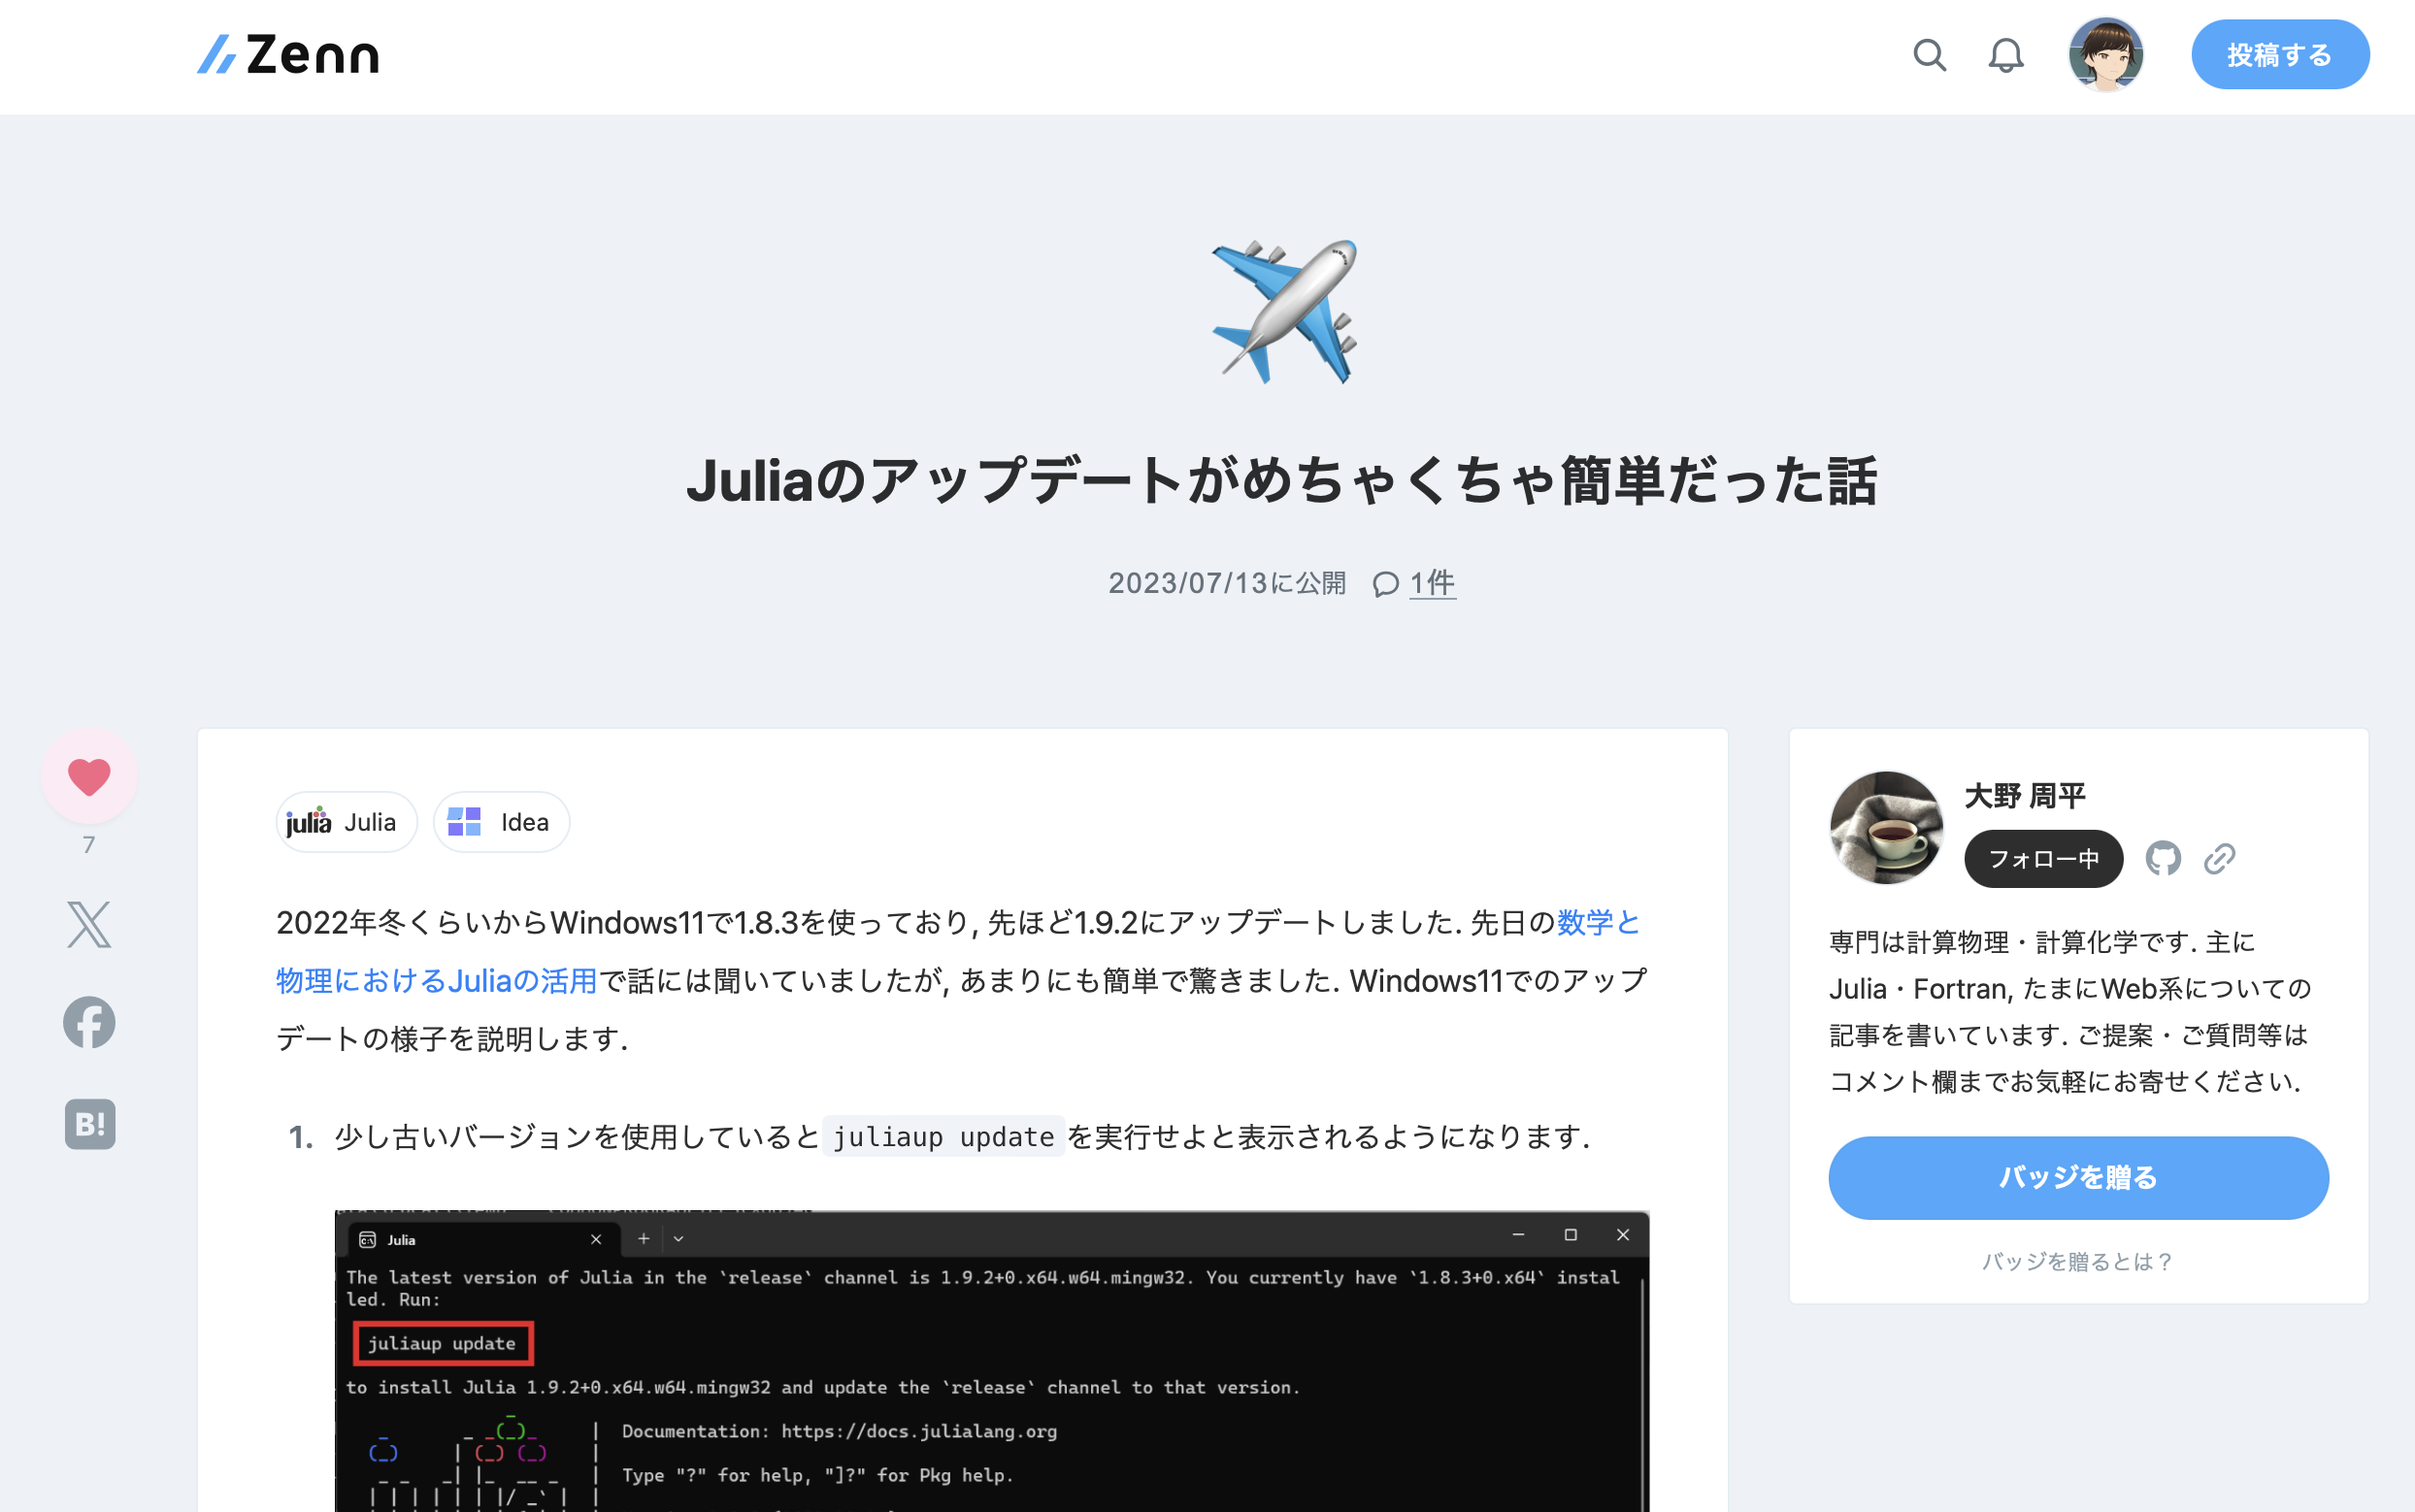 Zenn
投稿する
Juliaのアップデートがめちゃくちゃ簡単だった話
2023/07/13に公開 1件
7
B!
julia Julia Idea
2022年冬くらいからWindows11で1.8.3を使っており, 先ほど1.9.2にアップデートしました. 先日の数学と
物理におけるJuliaの活用で話には聞いていましたが, あまりにも簡単で驚きました. Windows11でのアップ
デートの様子を説明します.
1. 少し古いバージョンを使用していると juliaup update を実行せよと表示されるようになります.
Julia
The latest version of Julia in the `release` channel is 1.9.2+0.x64.w64.mingw32. You currently have `1.8.3+0.x64` instal
led. Run:
juliaup update
to install Julia 1.9.2+0.x64.w64.mingw32 and update the `release` channel to that version.
Documentation: https://docs.julialang.org
Type "?" for help, "]?" for Pkg help.
大野 周平
フォロー中
専門は計算物理・計算化学です. 主に
Julia・Fortran, たまにWeb系についての
記事を書いています. ご提案・ご質問等は
コメント欄までお気軽にお寄せください.
バッジを贈る
バッジを贈るとは？